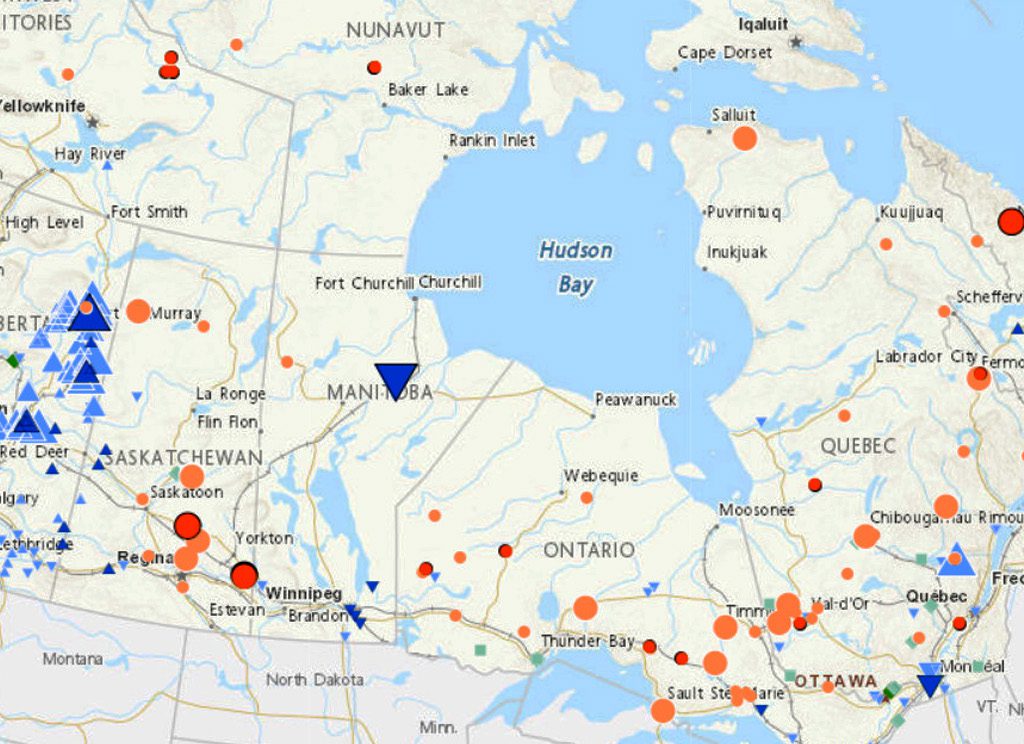 ITORIES
NUNAVUT
Iqaluit
Cape Dorset
Yellowknife
Baker Lake
Salluit
Rankin Inlet
Hay River
High Level
Fort Smith
Puvirnituq
Kuujjuaq
Hudson
Bay
Inukjuak
Fort Churchill
Churchill
Schefferv
BERTA
rt
Murray
Labrador City
Fermo
La Ronge
MANITOBA
Peawanuck
Flin Flon
Red Deer
SASKATCHEWAN
QUEBEC
Webequie
algary
Saskatoon
Moosonee
Chibougamau
Rimou
Lethbridge
Regina
Yorkton
ONTARIO
Fred
Winnipeg
Estevan
Brandon
Timm
Val-d'Or
Québec
Thunder Bay
Montana
North Dakota
Sault Ste. Marie
OTTAWA
Montréal
Minn.
VT.